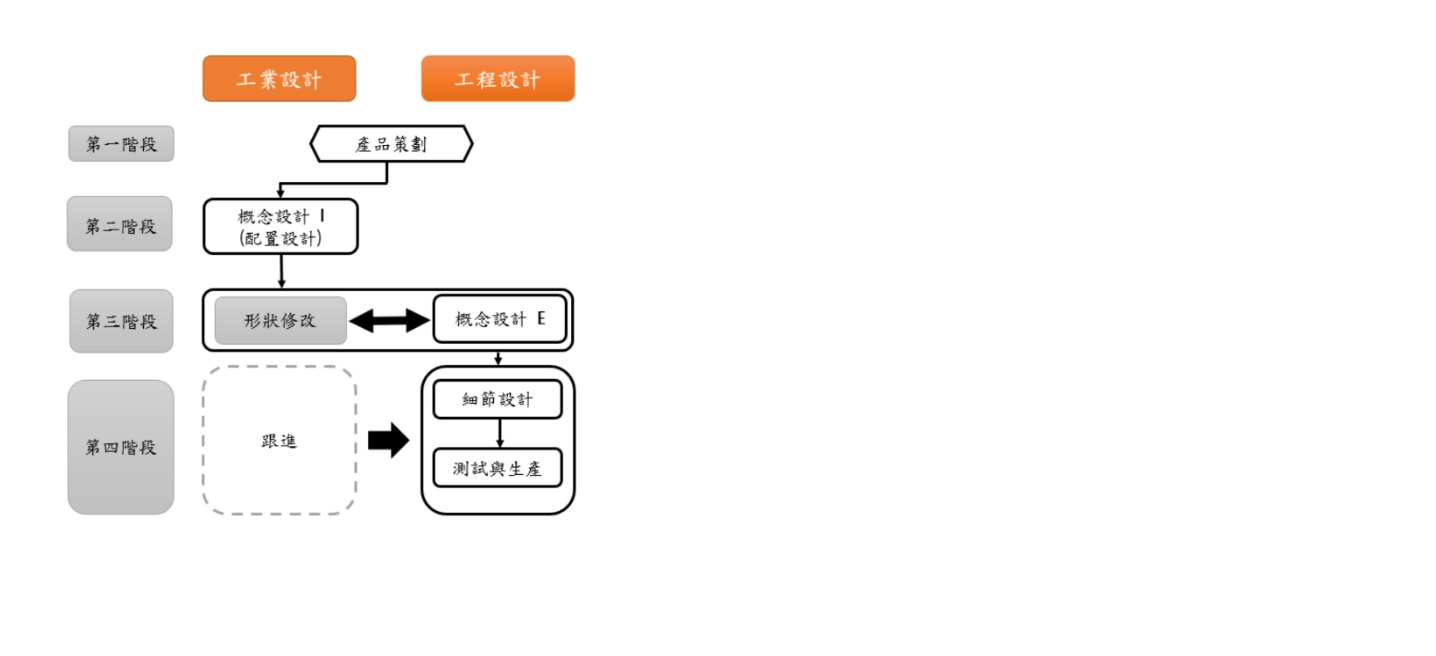 工業設計
工程設計
第一階段
產品策劃
第二階段
概念設計 I
(配置設計)
第三階段
形狀修改
概念設計 E
第四階段
跟進
細節設計
測試與生產